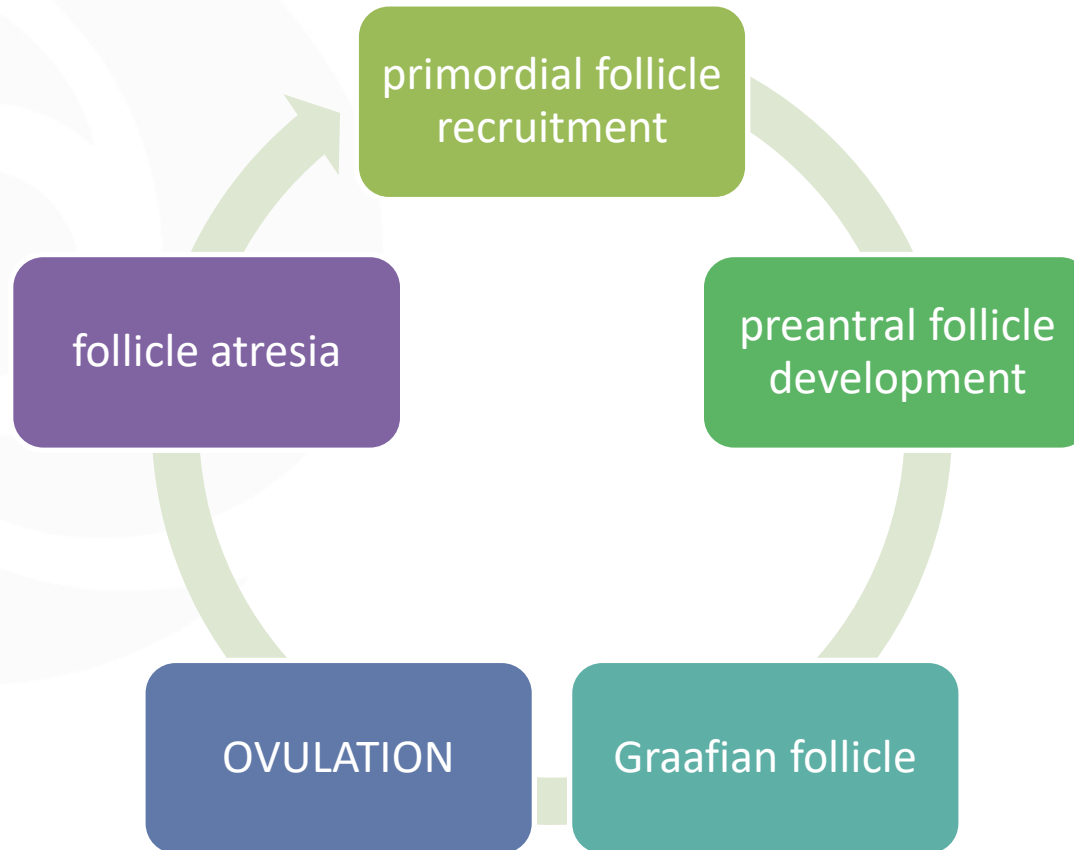 primordial follicle
recruitment
preantral follicle
development
Graafian follicle
OVULATION
follicle atresia